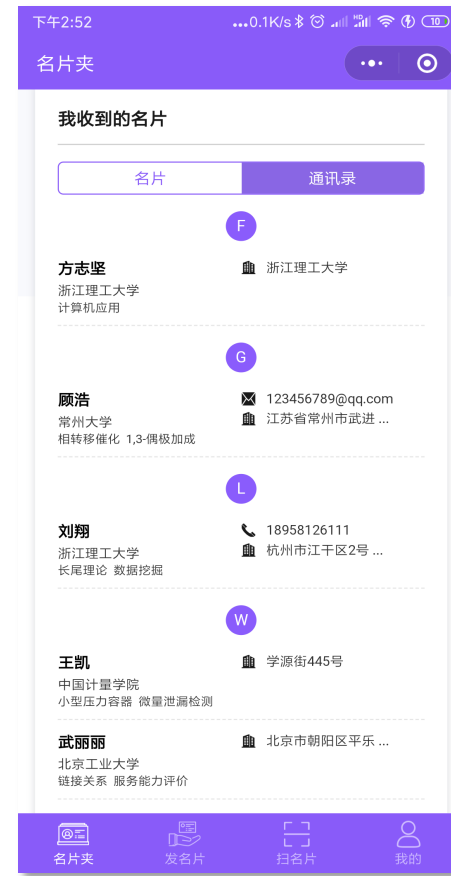 下午2:52 ...0.1K/s HD 10
名片夹
我收到的名片
名片 通讯录
F
方志坚 浙江理工大学
浙江理工大学
计算机应用
G
顾浩 123456789@qq.com
常州大学 江苏省常州市武进 ...
相转移催化 1,3-偶极加成
L
刘翔 18958126111
浙江理工大学 杭州市江干区2号 ...
长尾理论 数据挖掘
W
王凯 学源街445号
中国计量学院
小型压力容器 微量泄漏检测
武丽丽 北京市朝阳区平乐 ...
北京工业大学
链接关系 服务能力评价
名片夹 发名片 扫名片 我的